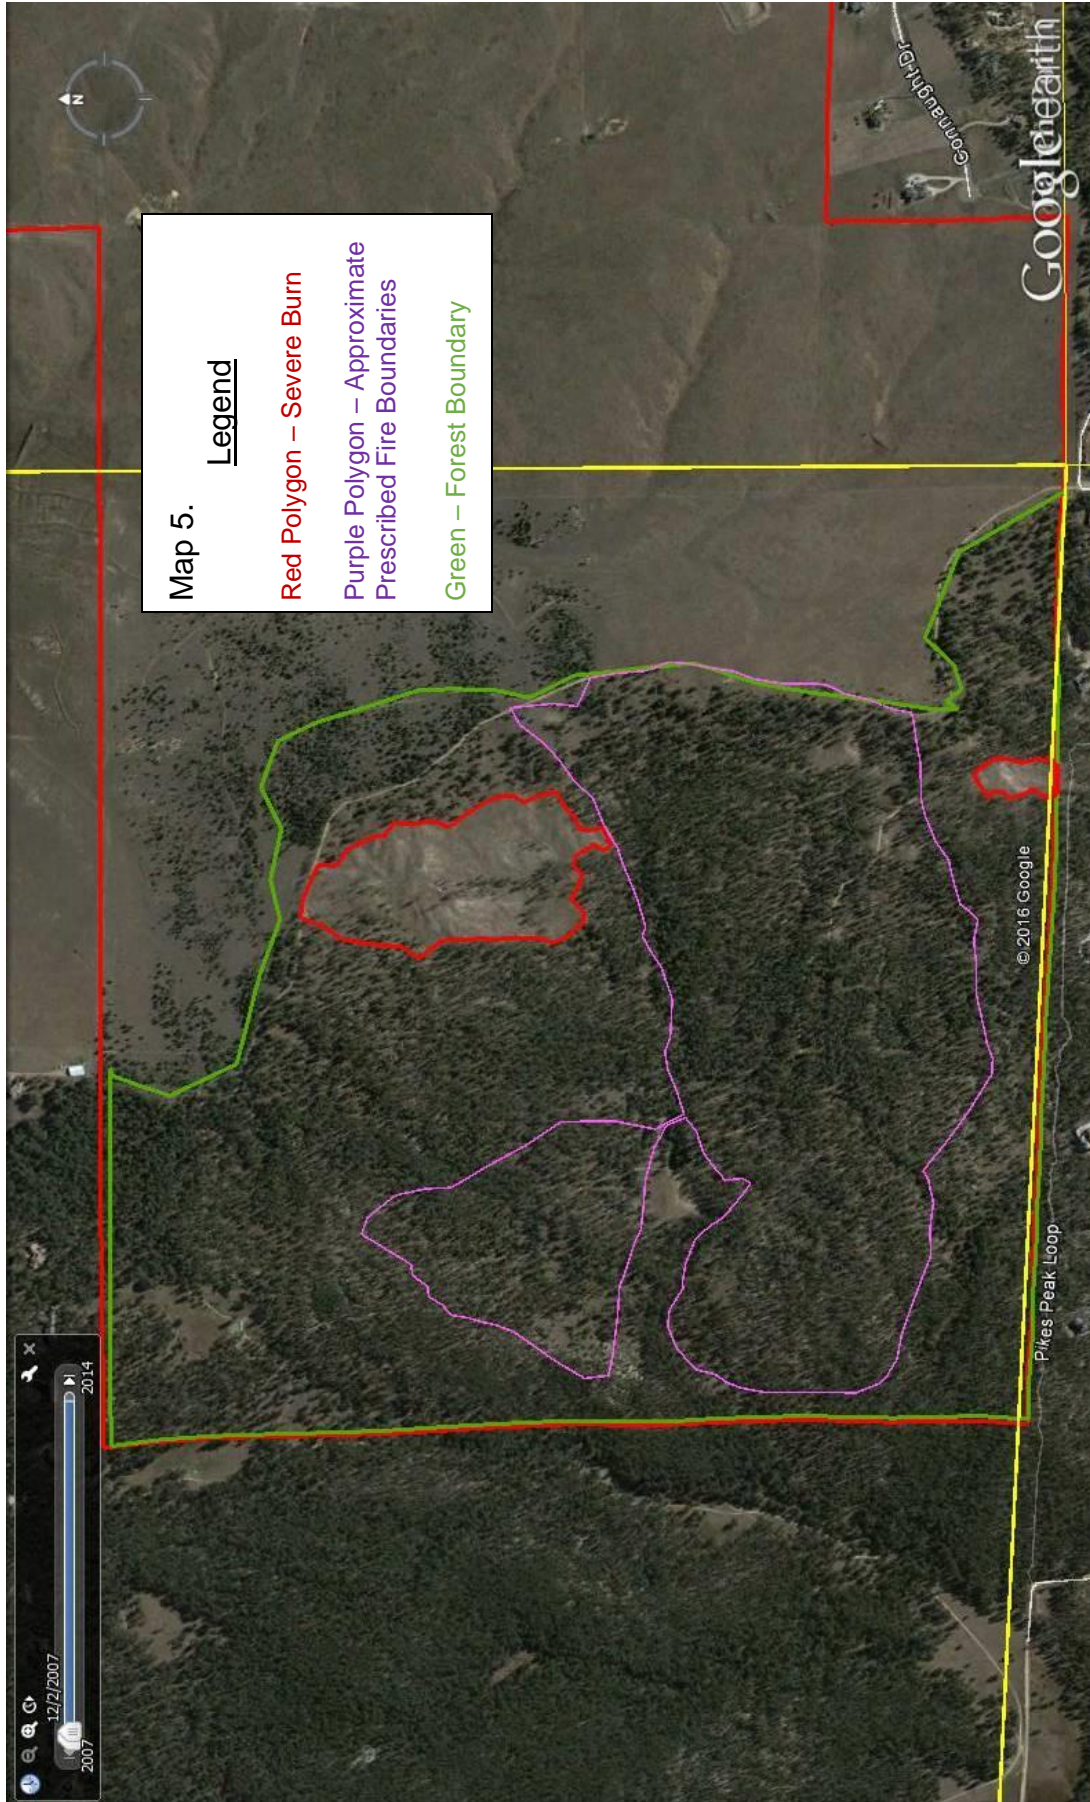 12/2/2007
2007
2014
N
Map 5.
Legend
Red Polygon – Severe Burn
Purple Polygon – Approximate
Prescribed Fire Boundaries
Green – Forest Boundary
Connaught-Dr
Pikes Peak Loop
© 2016 Google
Google earth